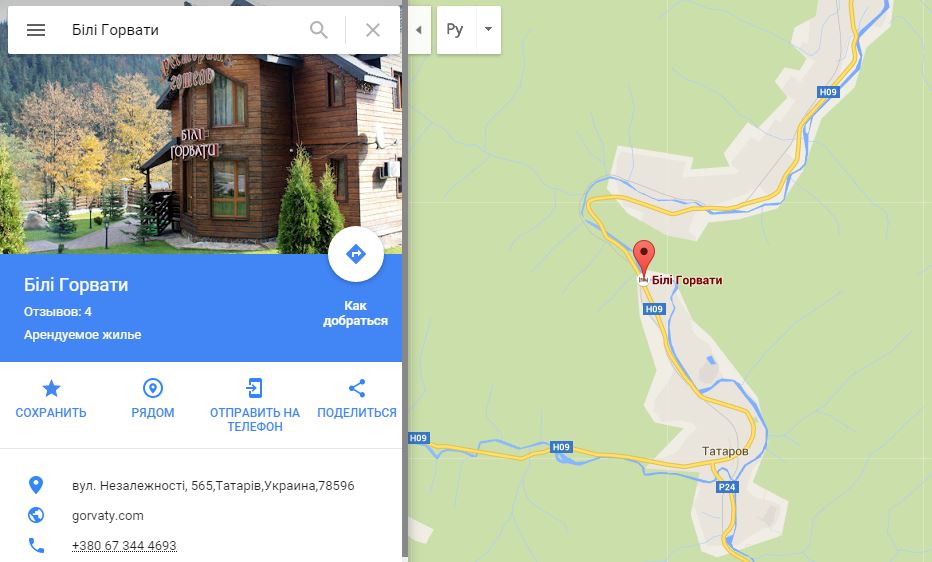 Білі Горвати
Ру
ресторан
готель
БІЛІ
ГОРВАТИ
Білі Горвати
Отзывов: 4
Арендуемое жилье
Как
добраться
СОХРАНИТЬ
РЯДОМ
ОТПРАВИТЬ НА
ТЕЛЕФОН
ПОДЕЛИТЬСЯ
вул. Незалежності, 565,Татарів,Украина,78596
gorvaty.com
+380 67 344 4693
H09
Білі Горвати
H09
H09
H09
Татаров
P24